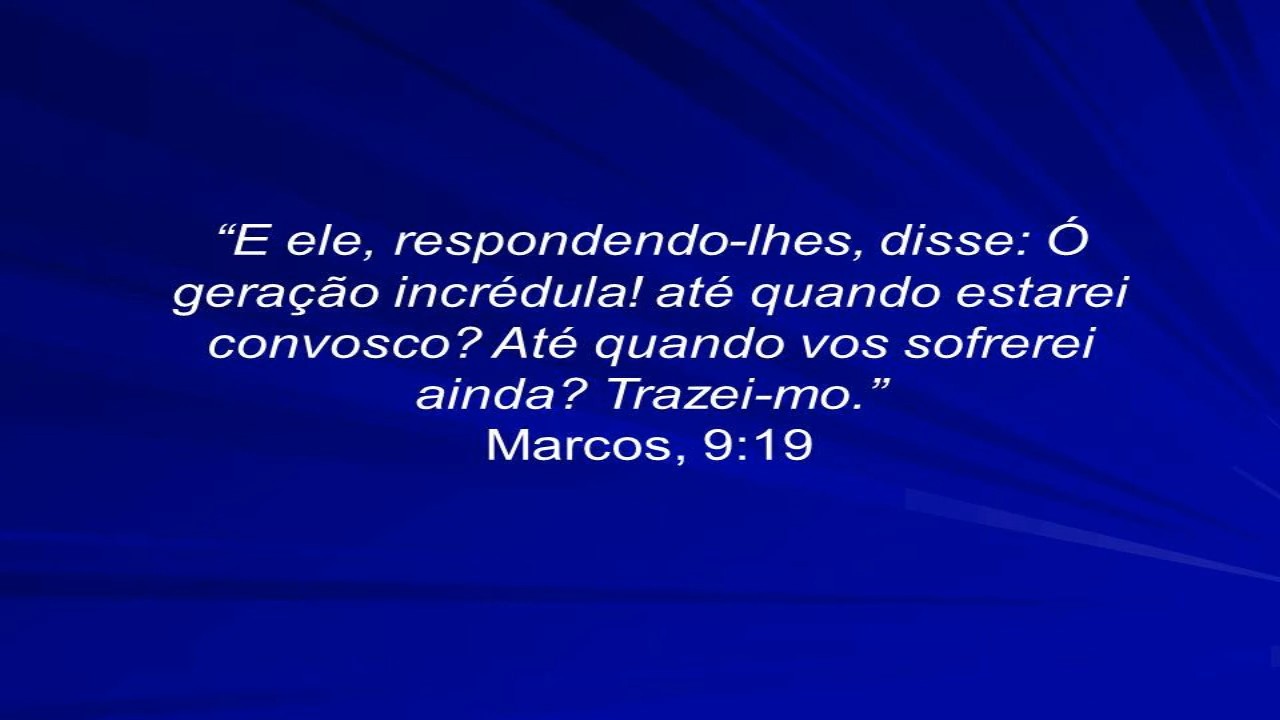 “E ele, respondendo-lhes, disse: Ó
geração incrédula! até quando estarei
convosco? Até quando vos sofrerei
ainda? Trazei-mo.”
Marcos, 9:19